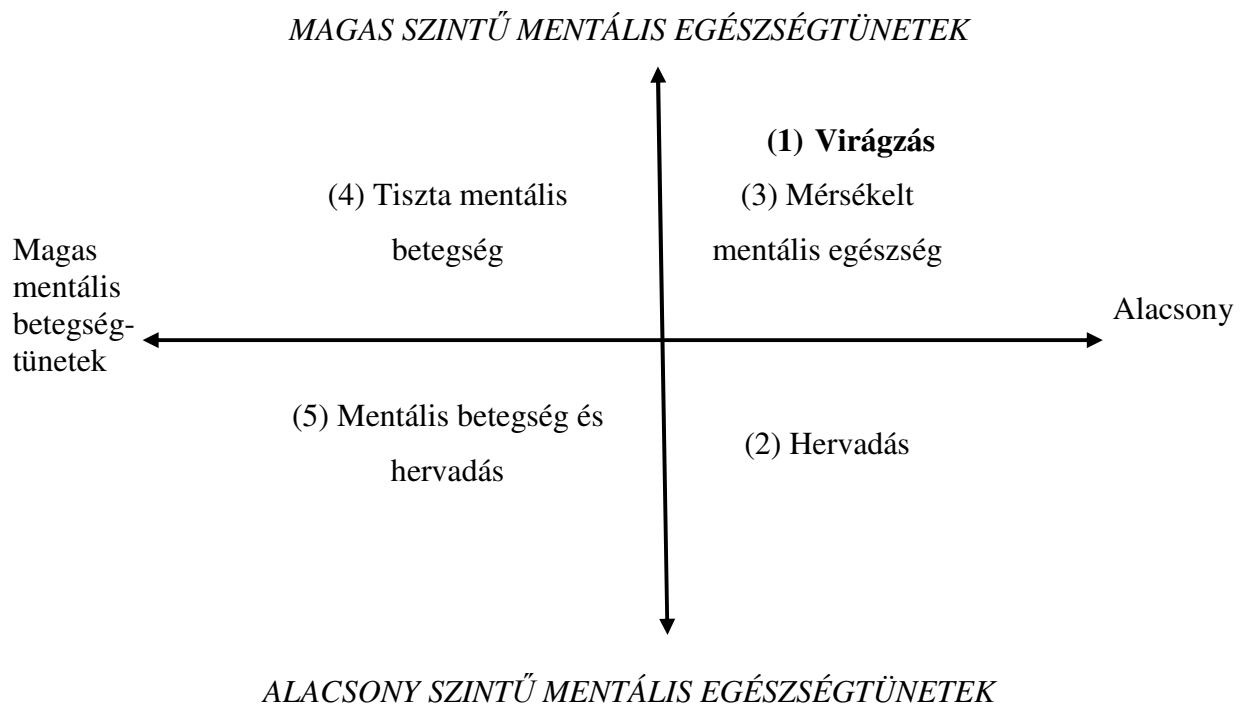 MAGAS SZINTŰ MENTÁLIS EGÉSZSÉGTÜNETEK
(1) Virágzás
(4) Tiszta mentális
betegség
(3) Mérsékelt
mentális egészség
Magas
mentális
betegség-
tünetek
Alacsony
(5) Mentális betegség és
hervadás
(2) Hervadás
ALACSONY SZINTŰ MENTÁLIS EGÉSZSÉGTÜNETEK